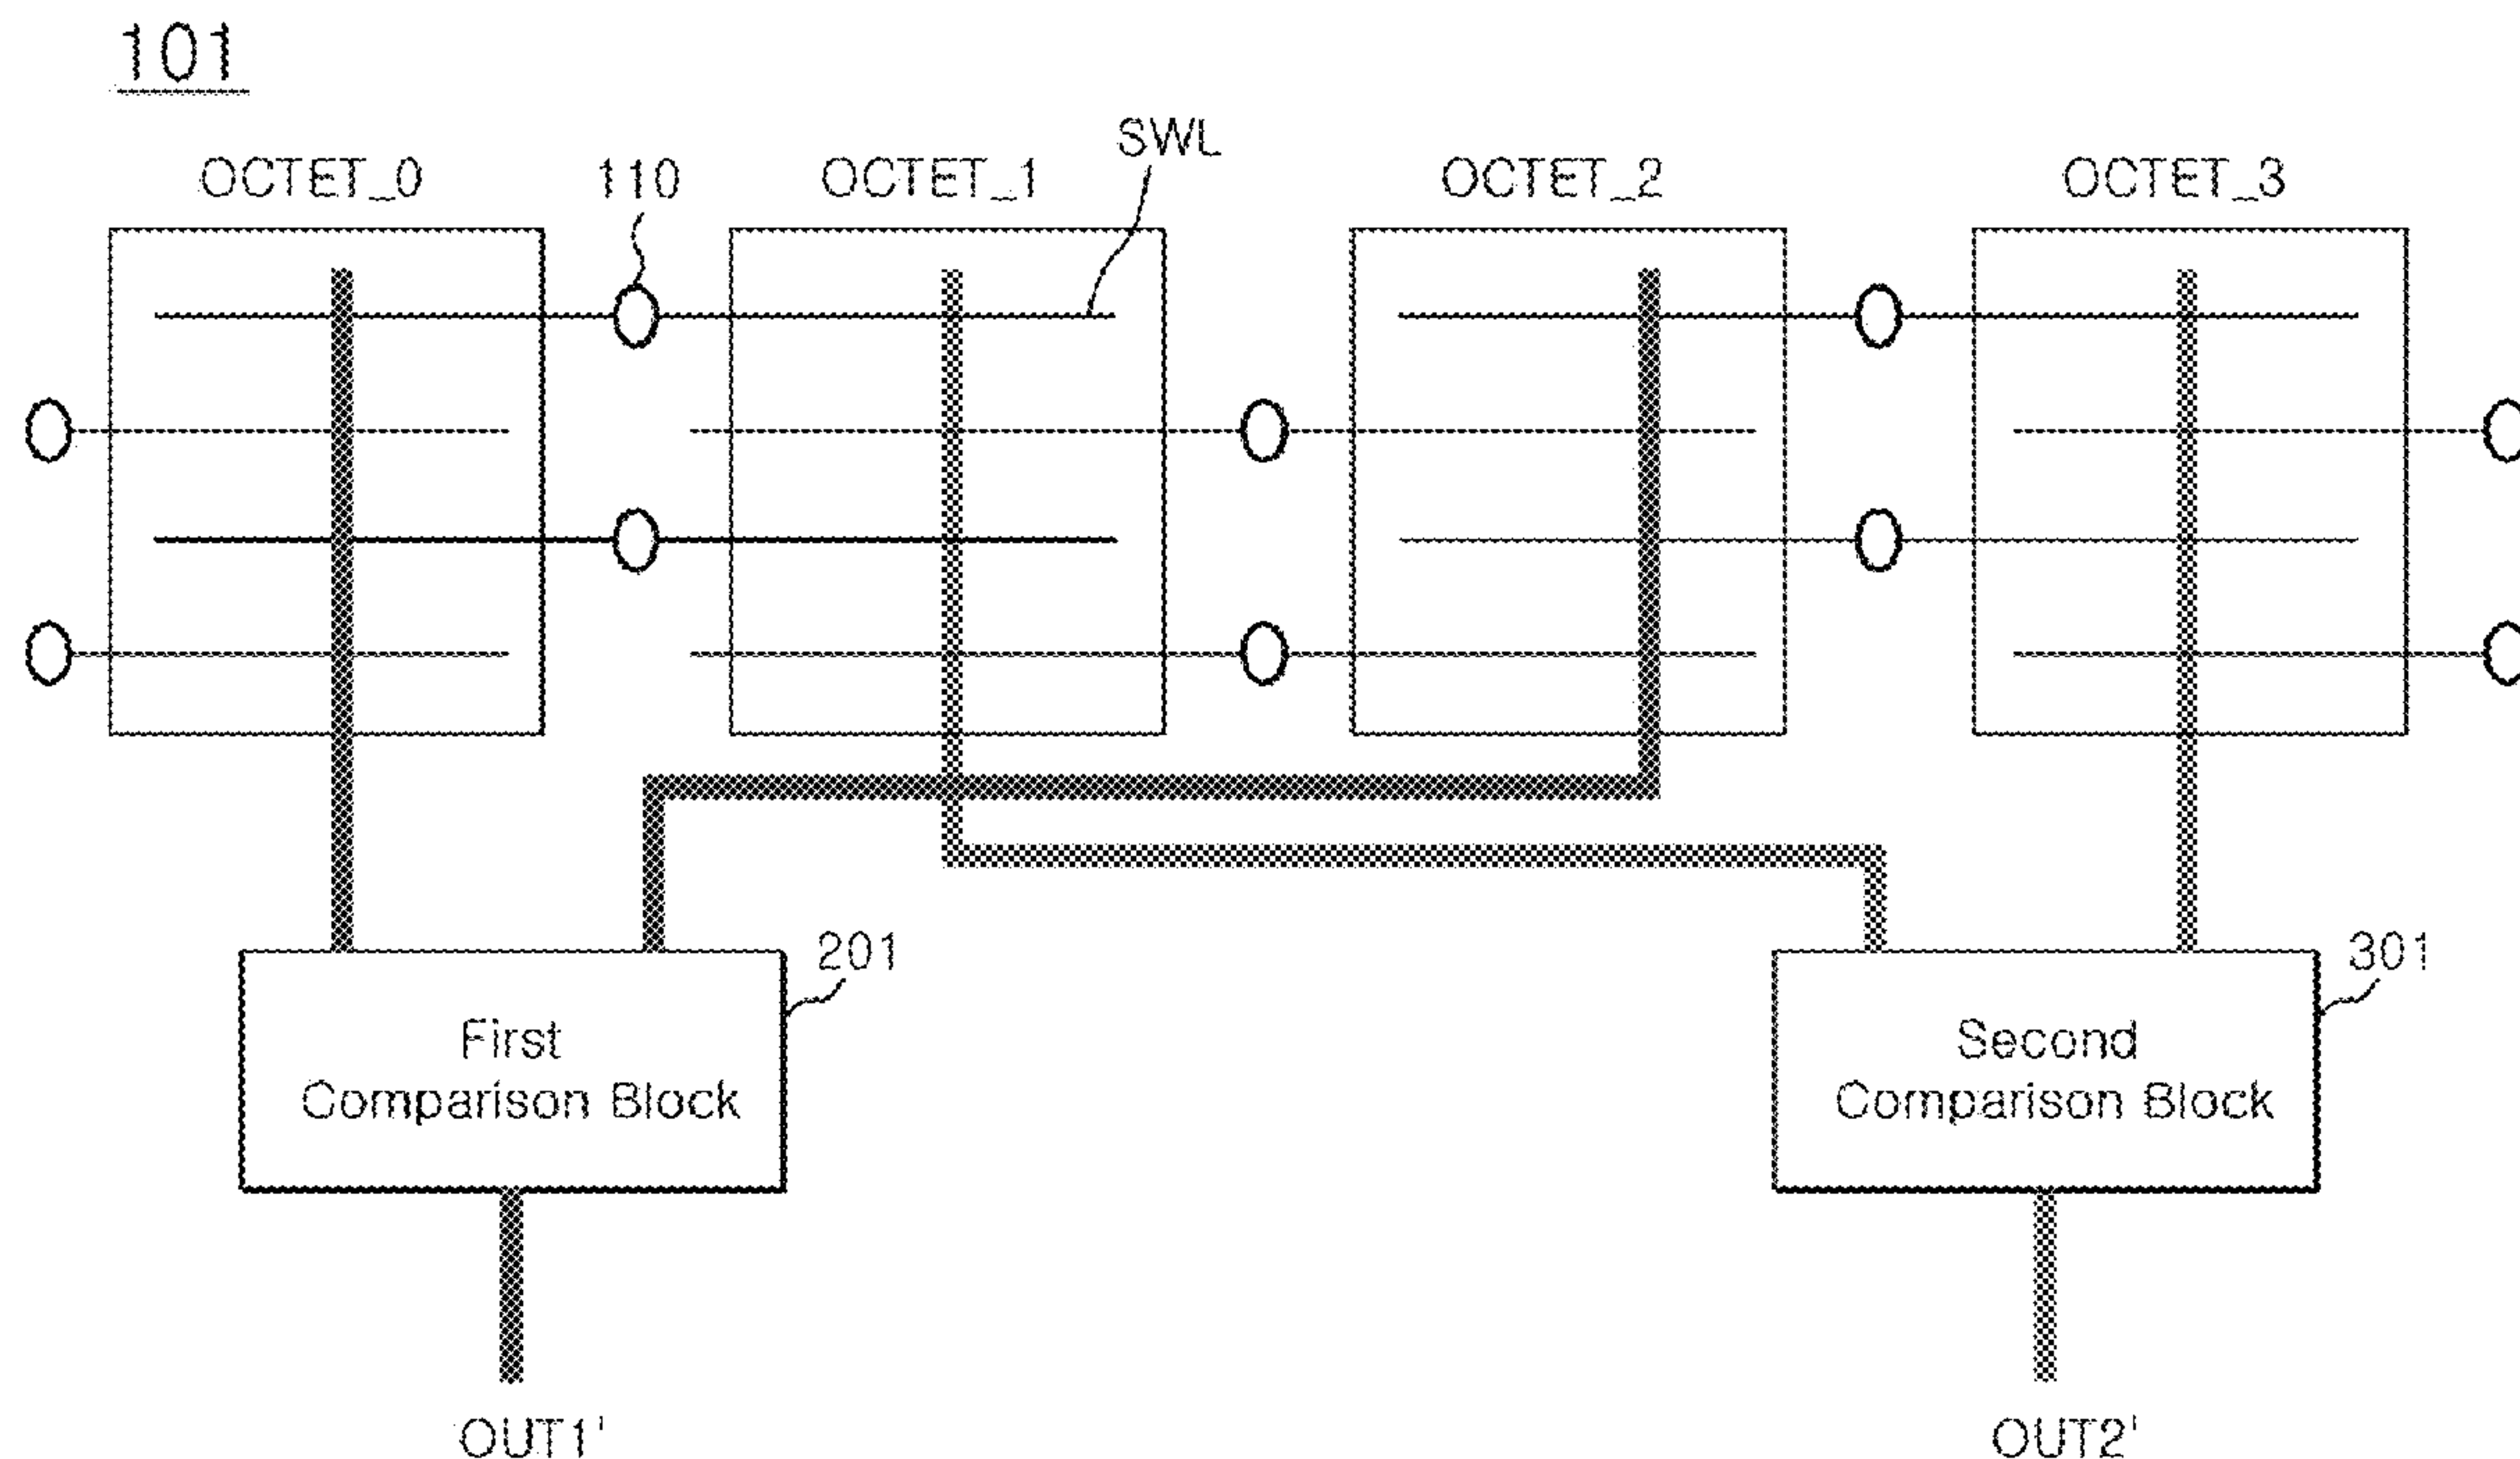 101
SWL
OCTET_0 110 OCTET_1 OCTET_2 OCTET_3
201
301
First
Comparison Block
Second
Comparison Block
OUT1'
OUT2'